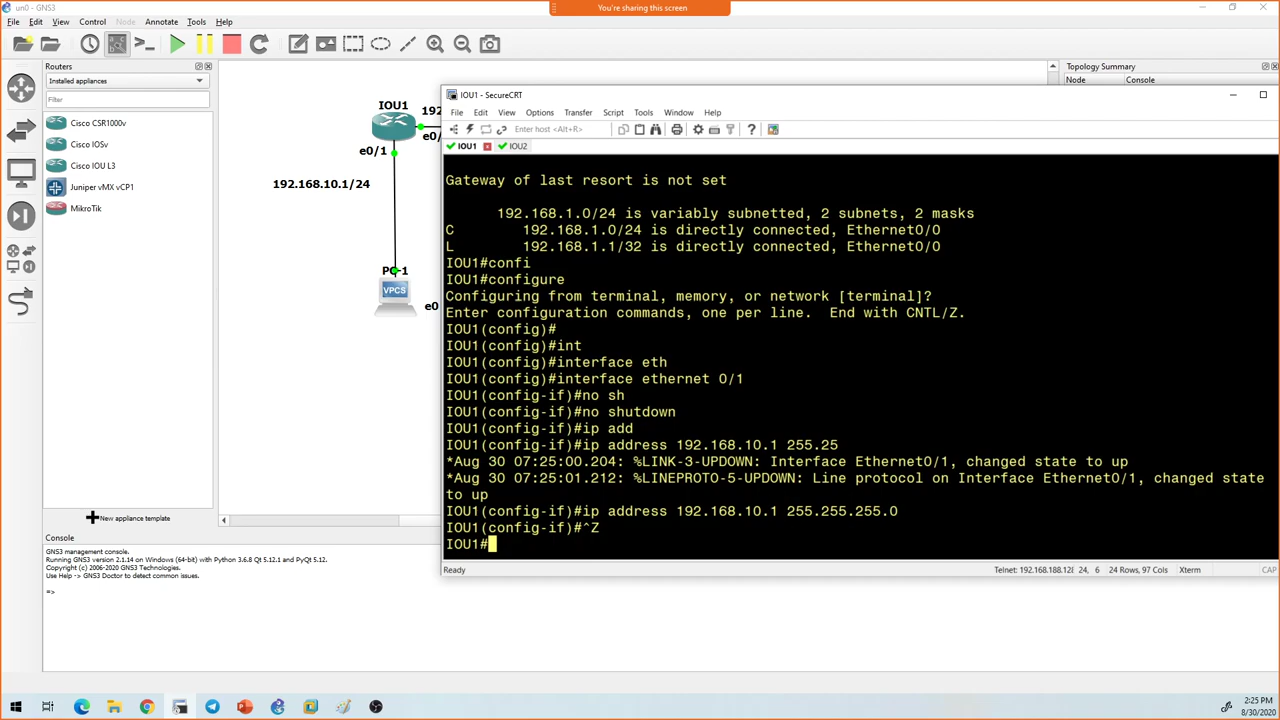 un0 - GNS3
You're sharing this screen
File Edit View Control Node Annotate Tools Help
Routers
Installed appliances
Filter
Cisco CSR1000v
Cisco IOSv
Cisco IOU L3
Juniper vMX vCP1
MikroTik
New appliance template
IOU1
192
e0/
e0/1
192.168.10.1/24
PC-1
VPCS
e0
Topology Summary
Node Console
IOU1 - SecureCRT
File Edit View Options Transfer Script Tools Window Help
Enter host <Alt+R>
IOU1 IOU2
Gateway of last resort is not set
192.168.1.0/24 is variably subnetted, 2 subnets, 2 masks
C 192.168.1.0/24 is directly connected, Ethernet0/0
L 192.168.1.1/32 is directly connected, Ethernet0/0
IOU1#confi
IOU1#configure
Configuring from terminal, memory, or network [terminal]?
Enter configuration commands, one per line. End with CNTL/Z.
IOU1(config)#
IOU1(config)#int
IOU1(config)#interface eth
IOU1(config)#interface ethernet 0/1
IOU1(config-if)#no sh
IOU1(config-if)#no shutdown
IOU1(config-if)#ip add
IOU1(config-if)#ip address 192.168.10.1 255.25
*Aug 30 07:25:00.204: %LINK-3-UPDOWN: Interface Ethernet0/1, changed state to up
*Aug 30 07:25:01.212: %LINEPROTO-5-UPDOWN: Line protocol on Interface Ethernet0/1, changed state
to up
IOU1(config-if)#ip address 192.168.10.1 255.255.255.0
IOU1(config-if)#^Z
IOU1#
Ready Telnet: 192.168.188.128 24, 6 24 Rows, 97 Cols Xterm CAP
Console
GNS3 management console.
Running GNS3 version 2.1.14 on Windows (64-bit) with Python 3.6.8 Qt 5.12.1 and PyQt 5.12.
Copyright (c) 2006-2020 GNS3 Technologies.
Use Help -> GNS3 Doctor to detect common issues.
=>
2:25 PM
8/30/2020